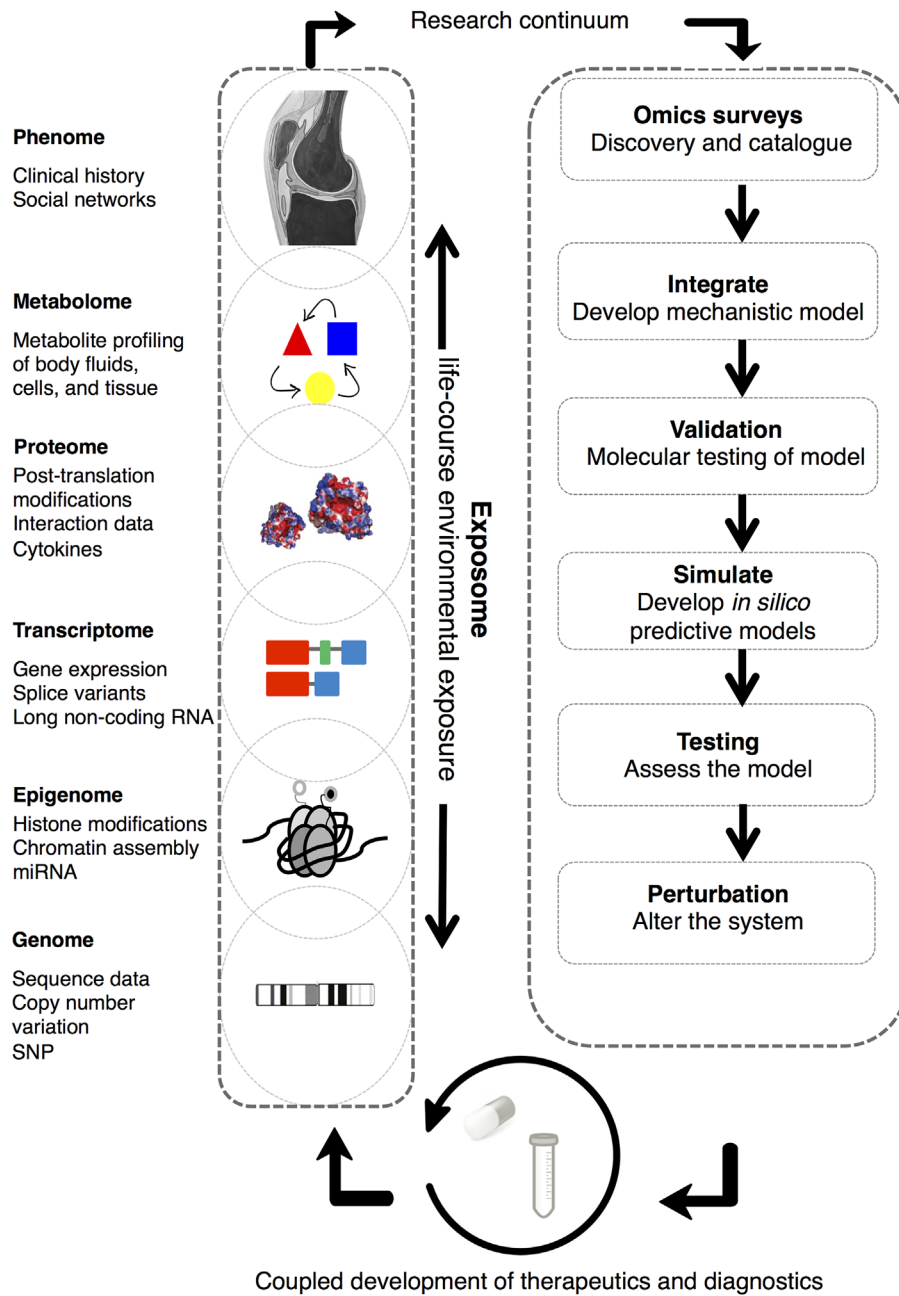 Research continuum
Phenome
Clinical history
Social networks
Metabolome
Metabolite profiling
of body fluids,
cells, and tissue
Proteome
Post-translation
modifications
Interaction data
Cytokines
Transcriptome
Gene expression
Splice variants
Long non-coding RNA
Epigenome
Histone modifications
Chromatin assembly
miRNA
Genome
Sequence data
Copy number
variation
SNP
Exposome
life-course environmental exposure
Omics surveys
Discovery and catalogue
Integrate
Develop mechanistic model
Validation
Molecular testing of model
Simulate
Develop in silico
predictive models
Testing
Assess the model
Perturbation
Alter the system
Coupled development of therapeutics and diagnostics